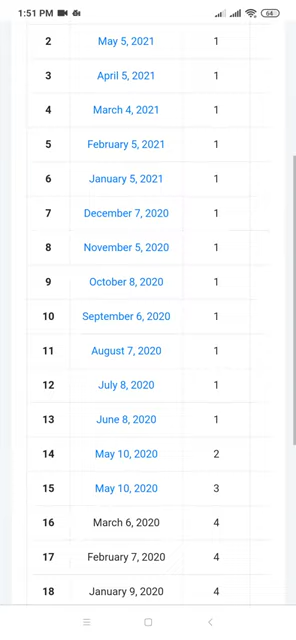 1:51 PM 64
2 May 5, 2021 1
3 April 5, 2021 1
4 March 4, 2021 1
5 February 5, 2021 1
6 January 5, 2021 1
7 December 7, 2020 1
8 November 5, 2020 1
9 October 8, 2020 1
10 September 6, 2020 1
11 August 7, 2020 1
12 July 8, 2020 1
13 June 8, 2020 1
14 May 10, 2020 2
15 May 10, 2020 3
16 March 6, 2020 4
17 February 7, 2020 4
18 January 9, 2020 4